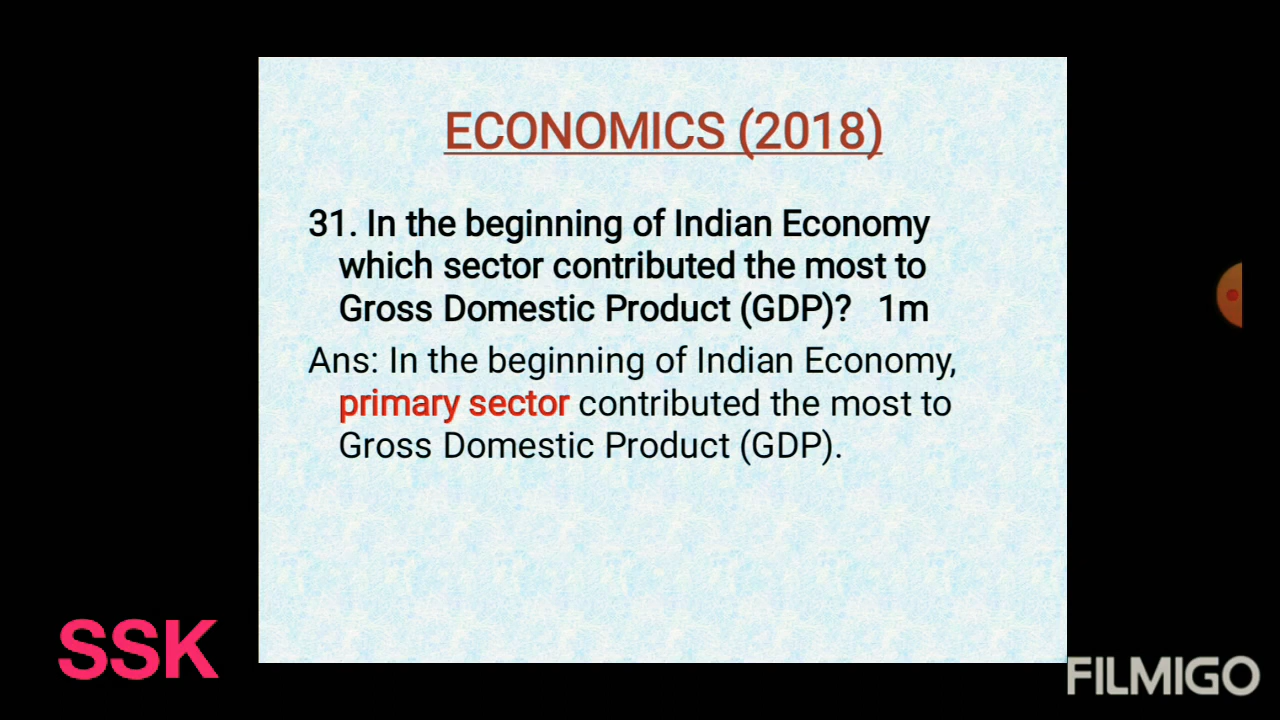 ECONOMICS (2018)
31. In the beginning of Indian Economy
which sector contributed the most to
Gross Domestic Product (GDP)? 1m
Ans: In the beginning of Indian Economy,
primary sector contributed the most to
Gross Domestic Product (GDP).
SSK
FILMIGO